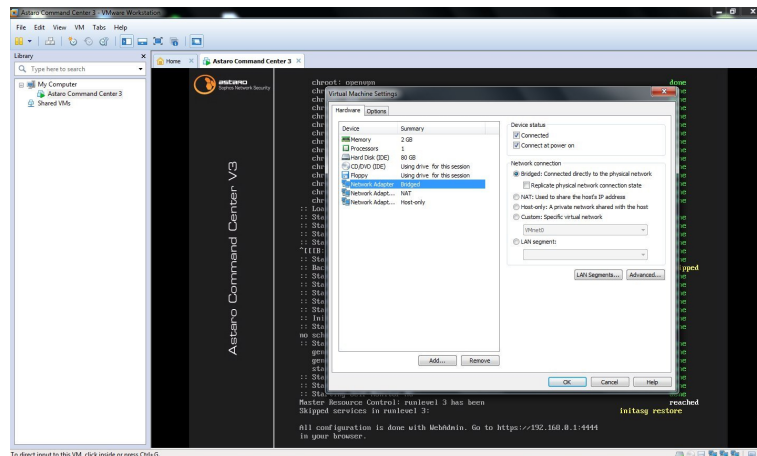 Astaro Command Center 3 - VMware Workstation
File Edit View VM Tabs Help
Library
Type here to search
My Computer
Astaro Command Center 3
Shared VMs
Home
Astaro Command Center 3
astaro
Sophos Network Security
Astaro Command Center V3
chroot: openvpn done
Virtual Machine Settings
Hardware Options
Device Summary
Memory 2 GB
Processors 1
Hard Disk (IDE) 80 GB
CD/DVD (IDE) Using drive for this session
Floppy Using drive for this session
Network Adapter Bridged
Network Adapt... NAT
Network Adapt... Host-only
Add... Remove
Device status
Connected
Connect at power on
Network connection
Bridged: Connected directly to the physical network
Replicate physical network connection state
NAT: Used to share the host's IP address
Host-only: A private network shared with the host
Custom: Specific virtual network
VMnet0
LAN segment:
LAN Segments... Advanced...
OK Cancel Help
Master Resource Control: runlevel 3 has been reached
Skipped services in runlevel 3: initasg restore
All configuration is done with WebAdmin. Go to https://192.168.0.1:4444
in your browser.
To direct input to this VM, click inside or press Ctrl+G.